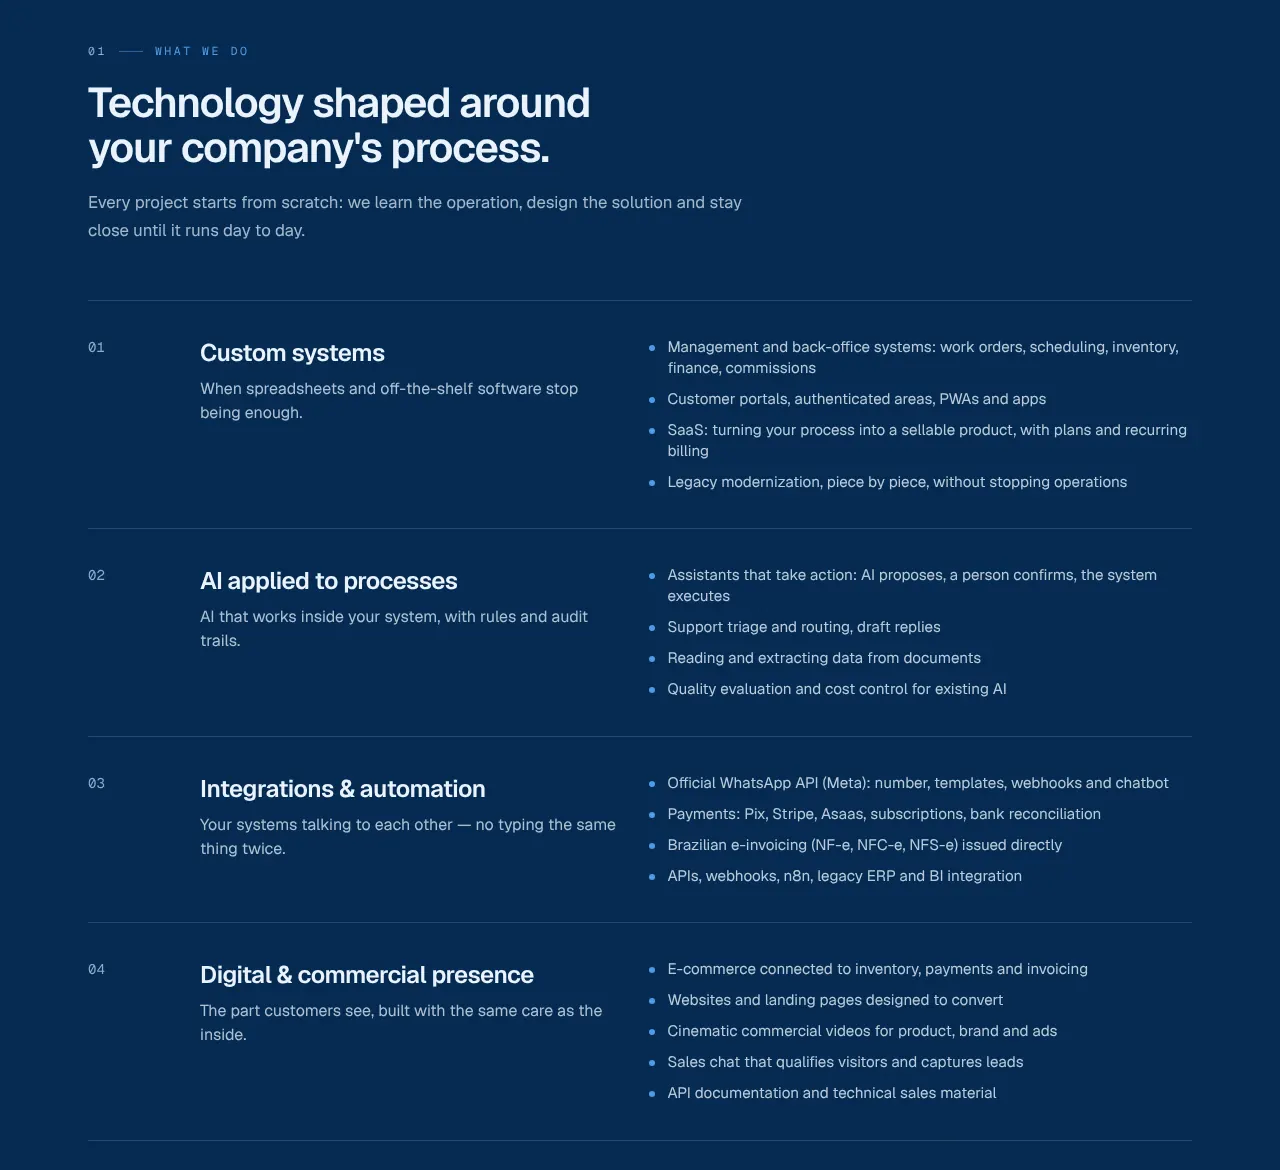 01 — WHAT WE DO
Technology shaped around
your company's process.
Every project starts from scratch: we learn the operation, design the solution and stay
close until it runs day to day.
01
Custom systems
When spreadsheets and off-the-shelf software stop
being enough.
Management and back-office systems: work orders, scheduling, inventory,
finance, commissions
Customer portals, authenticated areas, PWAs and apps
SaaS: turning your process into a sellable product, with plans and recurring
billing
Legacy modernization, piece by piece, without stopping operations
02
AI applied to processes
AI that works inside your system, with rules and audit
trails.
Assistants that take action: AI proposes, a person confirms, the system
executes
Support triage and routing, draft replies
Reading and extracting data from documents
Quality evaluation and cost control for existing AI
03
Integrations & automation
Your systems talking to each other — no typing the same
thing twice.
Official WhatsApp API (Meta): number, templates, webhooks and chatbot
Payments: Pix, Stripe, Asaas, subscriptions, bank reconciliation
Brazilian e-invoicing (NF-e, NFC-e, NFS-e) issued directly
APIs, webhooks, n8n, legacy ERP and BI integration
04
Digital & commercial presence
The part customers see, built with the same care as the
inside.
E-commerce connected to inventory, payments and invoicing
Websites and landing pages designed to convert
Cinematic commercial videos for product, brand and ads
Sales chat that qualifies visitors and captures leads
API documentation and technical sales material